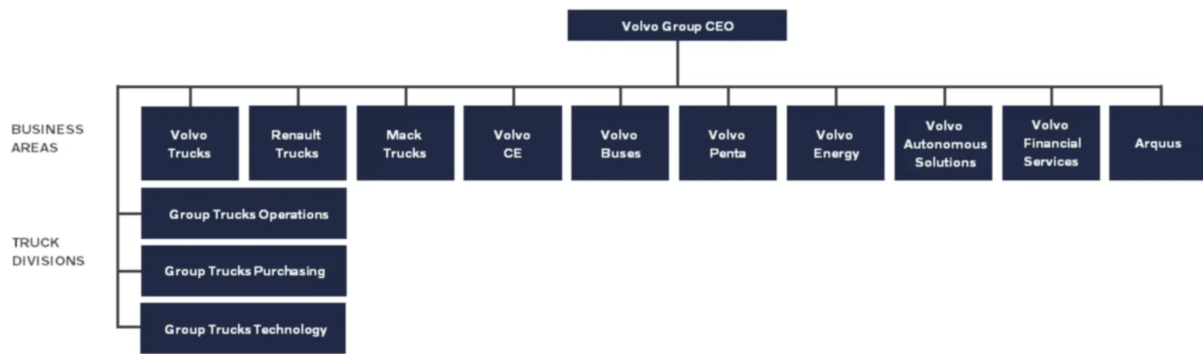 Volvo Group CEO
BUSINESS
AREAS
Volvo
Trucks
Renault
Trucks
Mack
Trucks
Volvo
CE
Volvo
Buses
Volvo
Penta
Volvo
Energy
Volvo
Autonomous
Solutions
Volvo
Financial
Services
Arquus
TRUCK
DIVISIONS
Group Trucks Operations
Group Trucks Purchasing
Group Trucks Technology